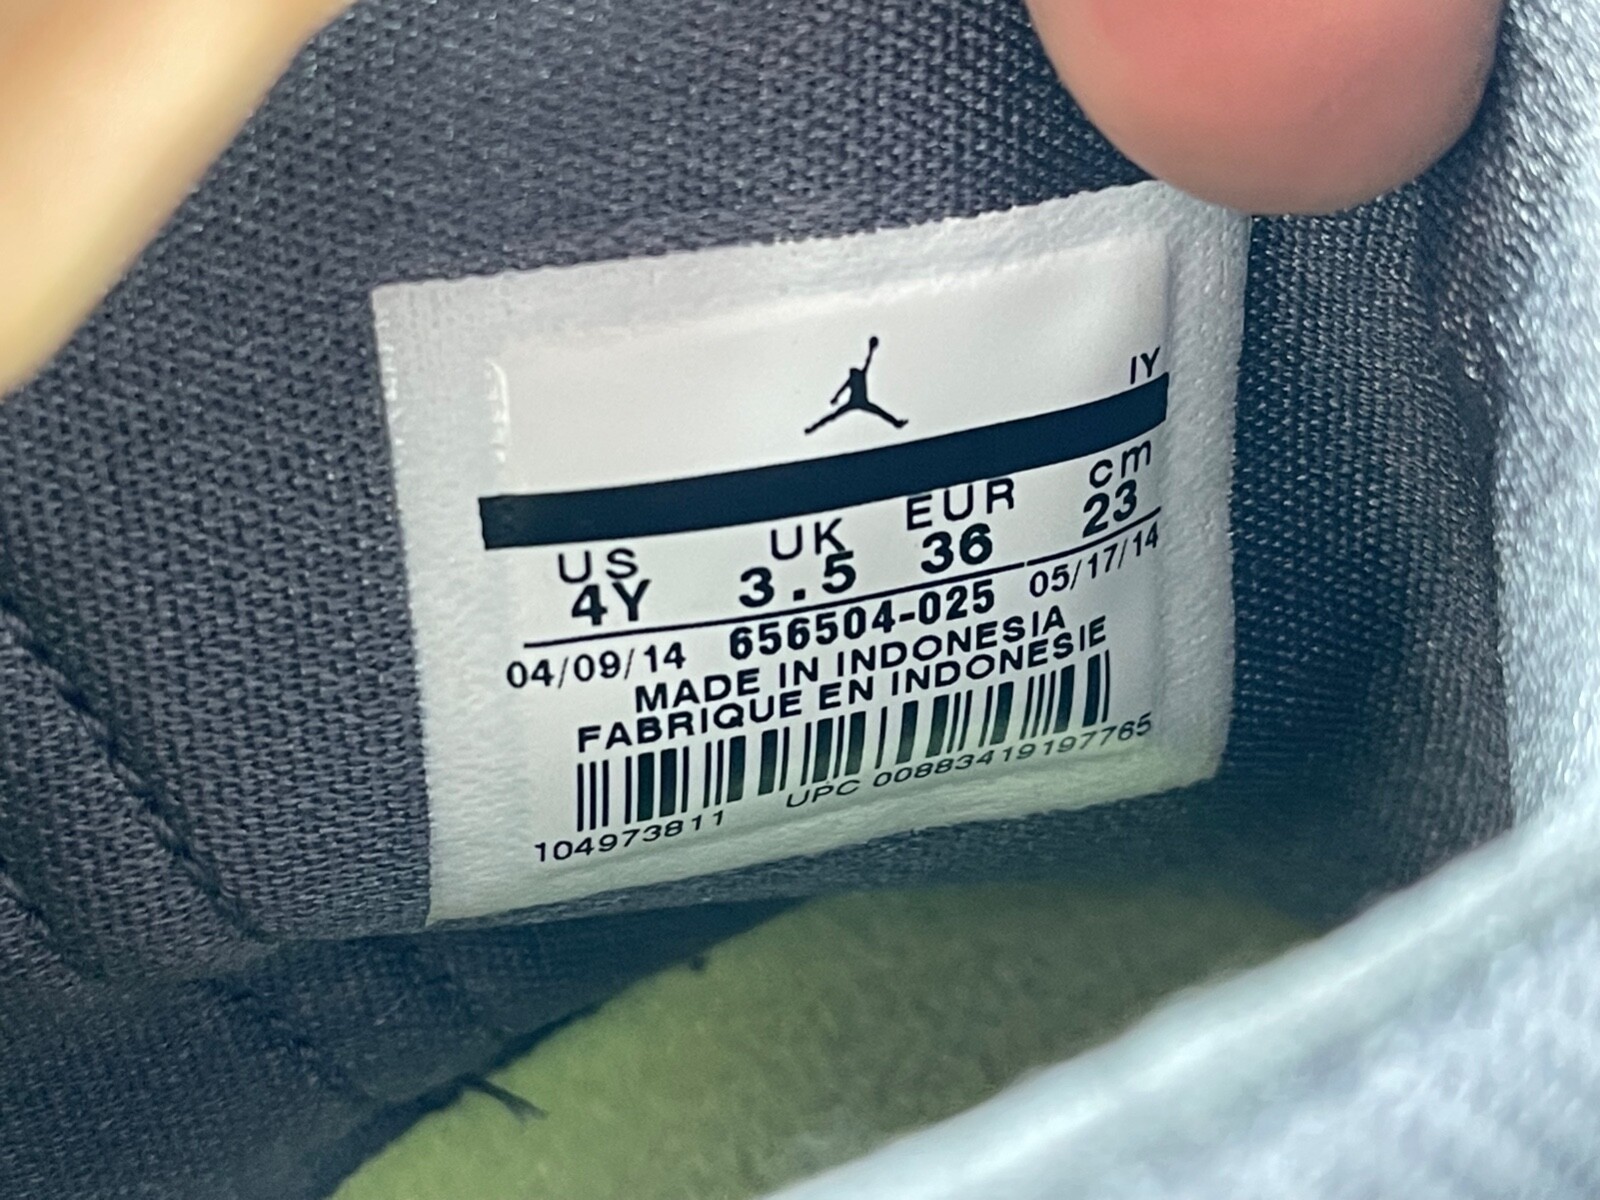 IY
US UK EUR cm
4Y 3.5 36 23
04/09/14 656504-025 05/17/14
MADE IN INDONESIA
FABRIQUE EN INDONESIE
104973811 UPC 00883419197765